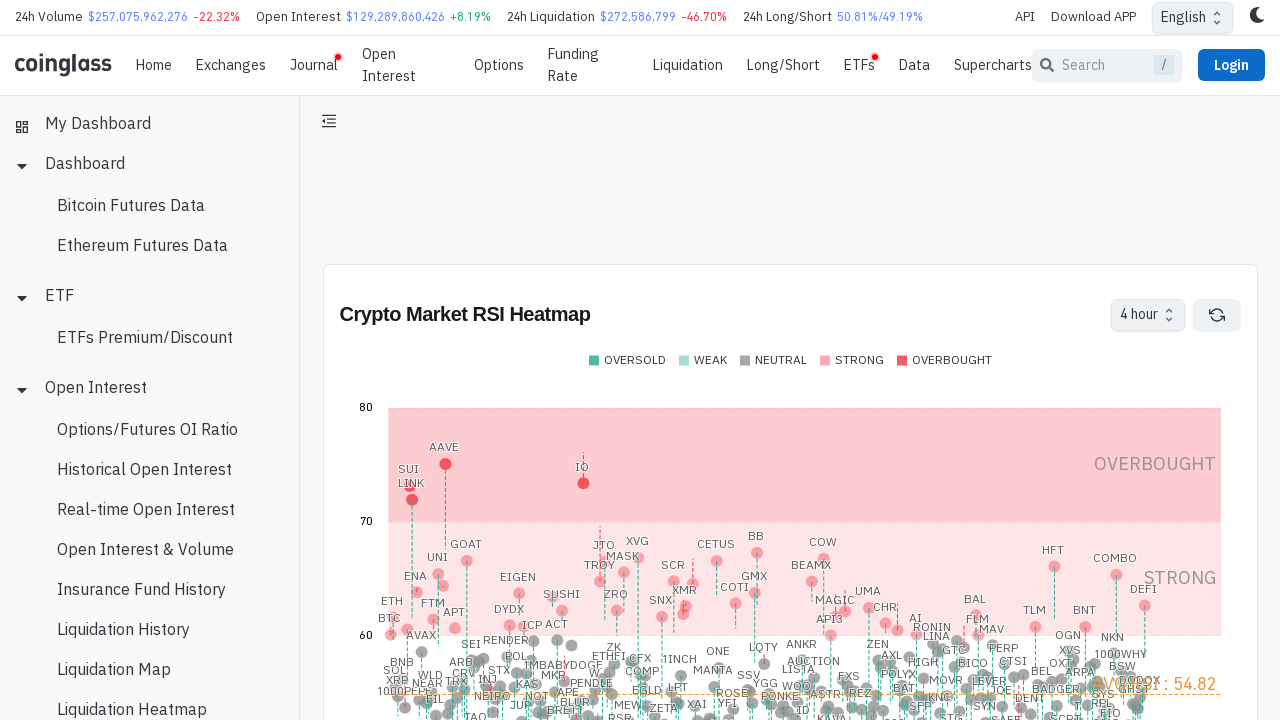 24h Volume $257,075,962,276 -22.32% Open Interest $129,289,860,426 +8.19% 24h Liquidation $272,586,799 -46.70% 24h Long/Short 50.81%/49.19% API Download APP English
coinglass Home Exchanges Journal Open Interest Options Funding Rate Liquidation Long/Short ETFs Data Supercharts Search / Login
My Dashboard
Dashboard
Bitcoin Futures Data
Ethereum Futures Data
ETF
ETFs Premium/Discount
Open Interest
Options/Futures OI Ratio
Historical Open Interest
Real-time Open Interest
Open Interest & Volume
Insurance Fund History
Liquidation History
Liquidation Map
Liquidation Heatmap
Crypto Market RSI Heatmap 4 hour
OVERSOLD WEAK NEUTRAL STRONG OVERBOUGHT
80
AAVE
SUI IO OVERBOUGHT
LINK
70
BB
GOAT JTO XVG CETUS COW HFT
UNI TROY MASK SCR BEAMX COMBO
ENA EIGEN COTI GMX STRONG
ETH FTM SUSHI ZRO XMR UMA DEFI
BTC APT DYDX SNX MAGIC CHR BAL TLM BNT
ICP ACT API3 AI FLM
60
AVAX RENDER RONIN MAV OGN NKN
SEI ZK 1INCH ONE LQTY ANKR ZEN LINA PERP XVS 1000WHY
BNB ARB POL 1MBABYDOGE ETHFI CFX AUCTION AXL HIGH GTC BICO CTSI OXT BSW
SOL WLD CRV STX MKR W COMP MANTA SSV LISTA FXS POLYX MOVR BEL ARPA
XRP NEAR TRX INJ KAS PENDLE EGLD LPT YGG WOO BAT LEVER BADGER GHST
1000PEPE FIL NEIRO NOT APE ROSE PONKE ASTR REZ KNC JOE DENT SYS
JUP BLUR MEW XAI YFI ID SFP SYN RPL
TAO BRETT RSR ZETA KAVA STG
AVG RSI : 54.82